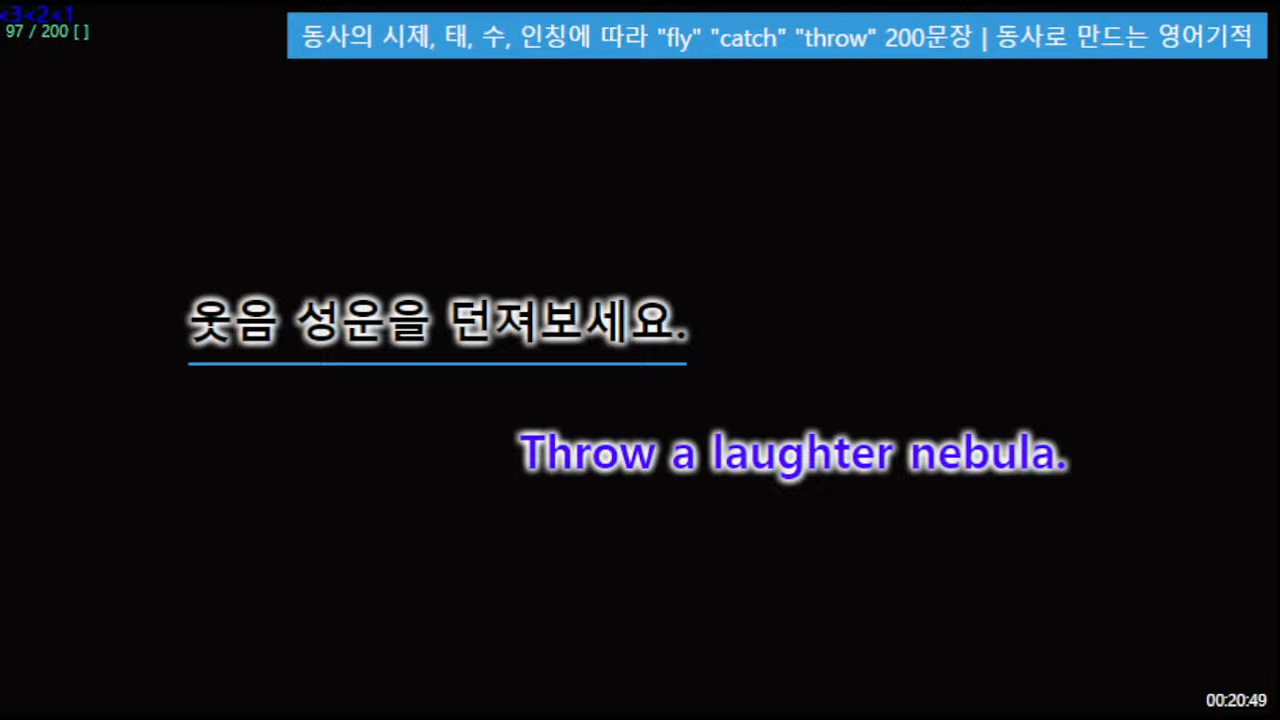 <3<2<1
97 / 200 [ ]
동사의 시제, 태, 수, 인칭에 따라 "fly" "catch" "throw" 200문장 | 동사로 만드는 영어기적
웃음 성운을 던져보세요.
Throw a laughter nebula.
00:20:49